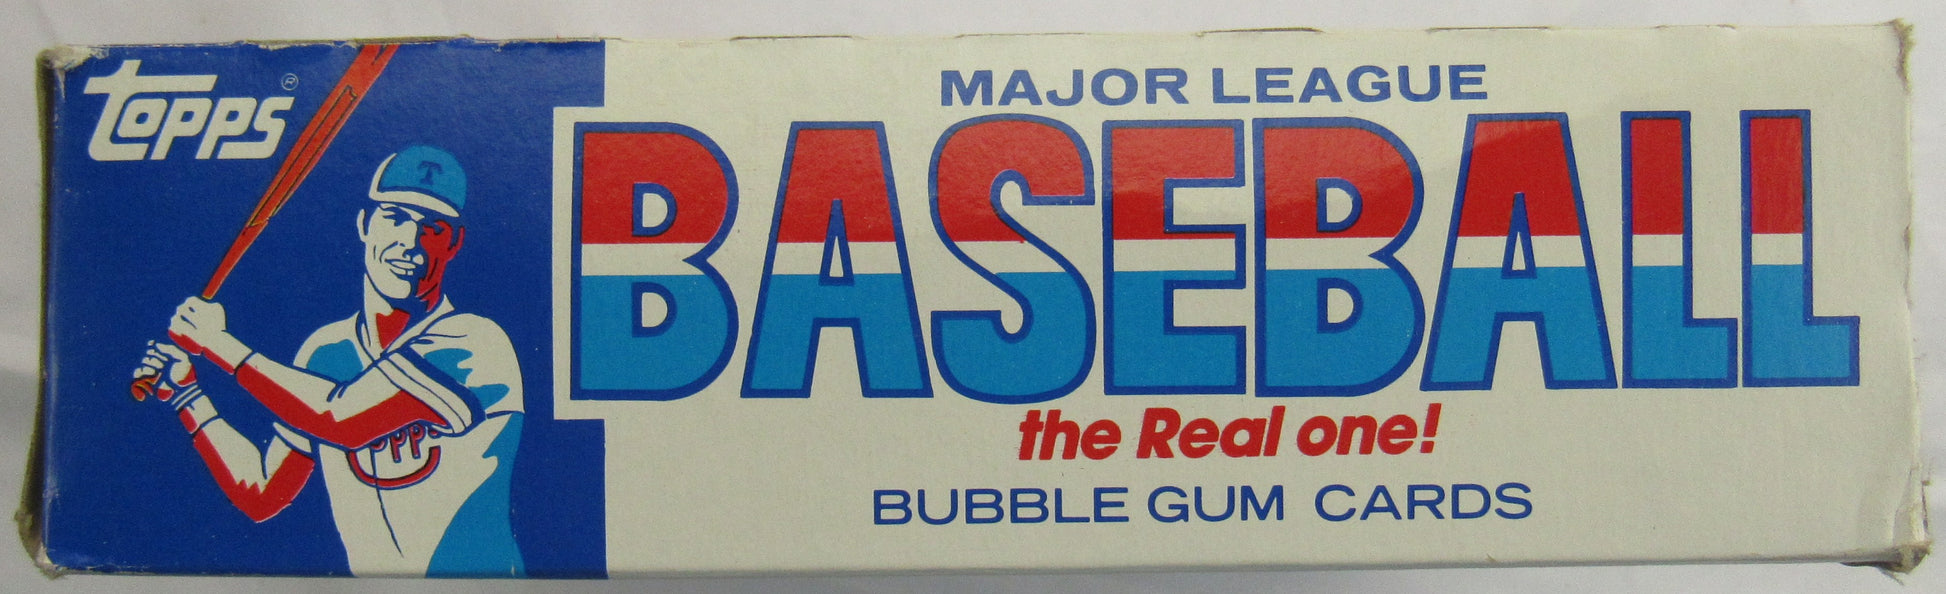 Topps®
MAJOR LEAGUE
BASEBALL
the Real one!
BUBBLE GUM CARDS
T